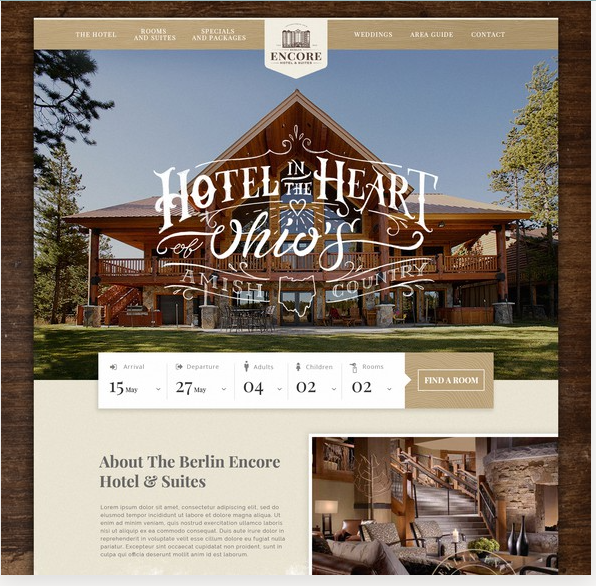 THE HOTEL
ROOMS
AND SUITES
SPECIALS
AND PACKAGES
BERLIN
ENCORE
HOTEL & SUITES
WEDDINGS
AREA GUIDE
CONTACT
HOTEL IN THE HEART
of Ohio's
AMISH COUNTRY
Arrival
Departure
Adults
Children
Rooms
15 May
27 May
04
02
02
FIND A ROOM
About The Berlin Encore
Hotel & Suites
Lorem ipsum dolor sit amet, consectetur adipiscing elit, sed do
eiusmod tempor incididunt ut labore et dolore magna aliqua. Ut
enim ad minim veniam, quis nostrud exercitation ullamco laboris
nisi ut aliquip ex ea commodo consequat. Duis aute irure dolor in
reprehenderit in voluptate velit esse cillum dolore eu fugiat nulla
pariatur. Excepteur sint occaecat cupidatat non proident, sunt in
culpa qui officia deserunt mollit anim id est laborum.